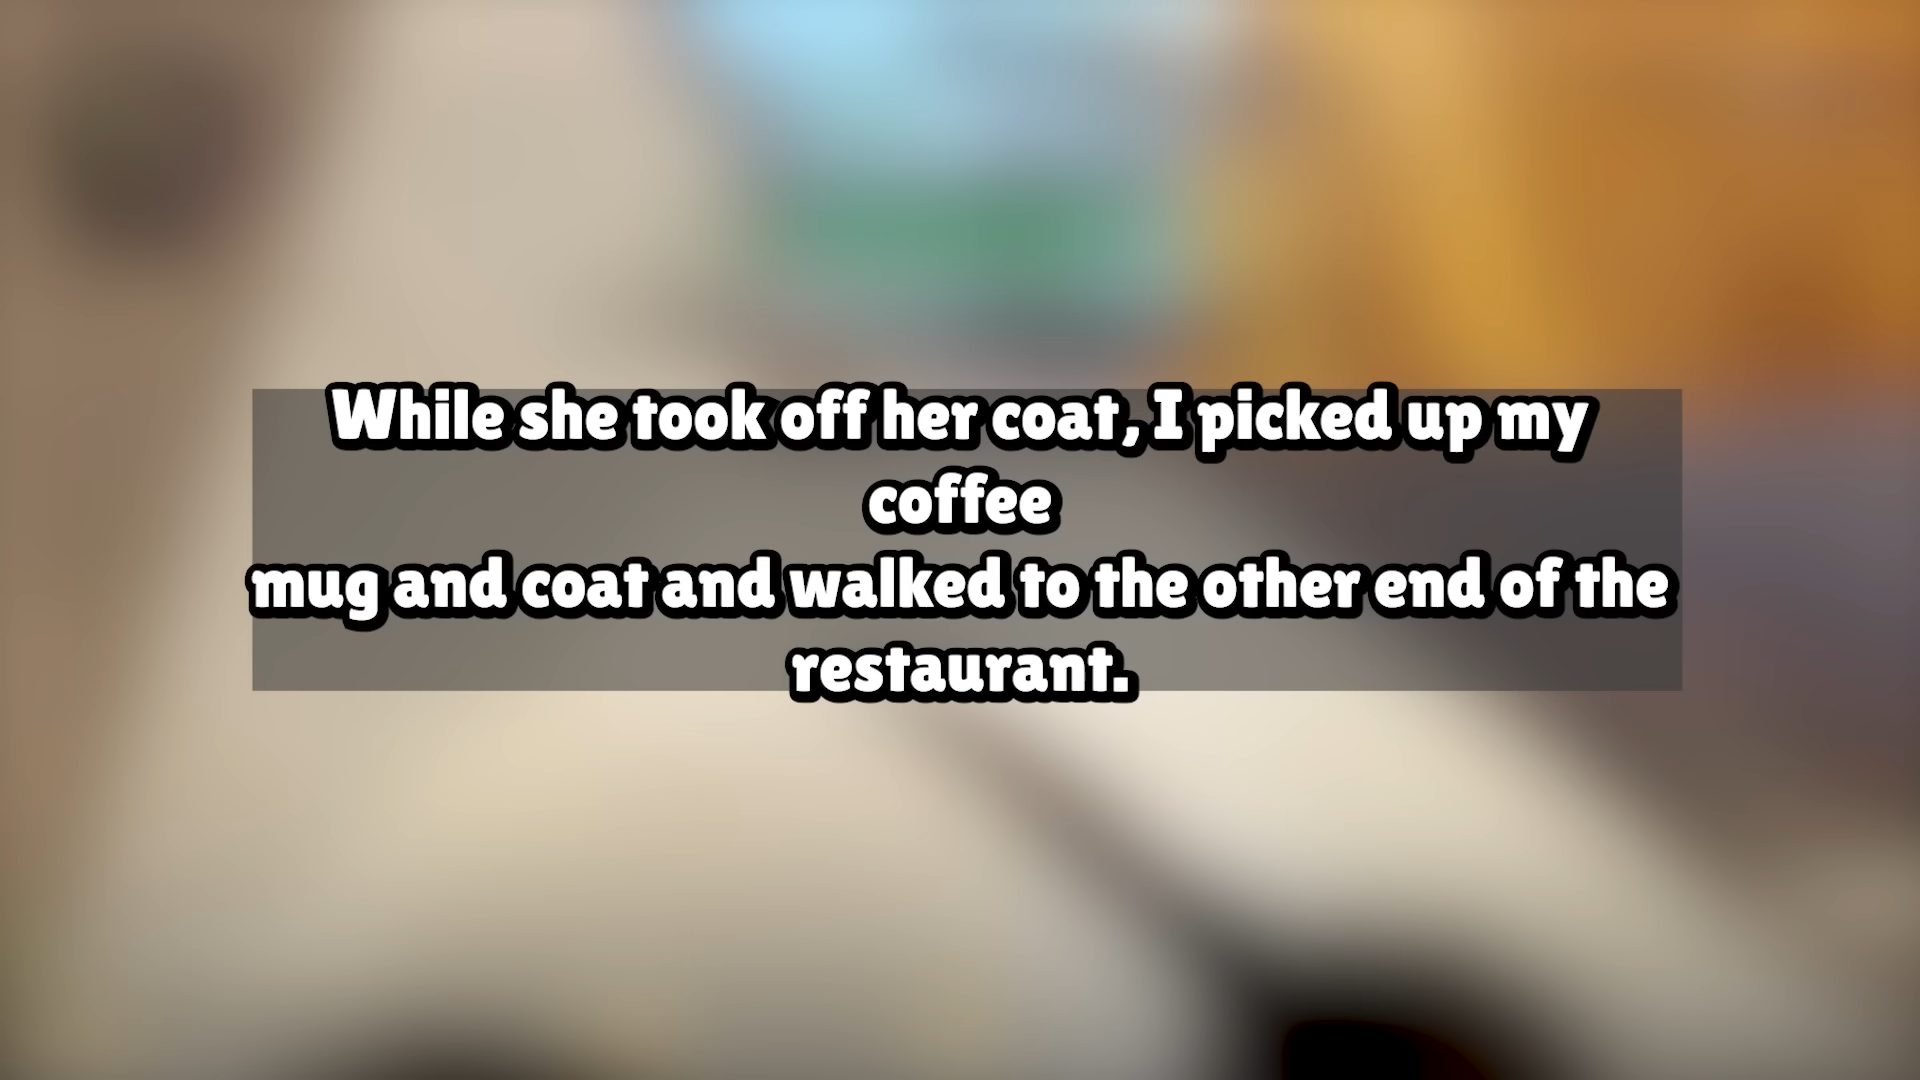 While she took off her coat, I picked up my
coffee
mug and coat and walked to the other end of the
restaurant.